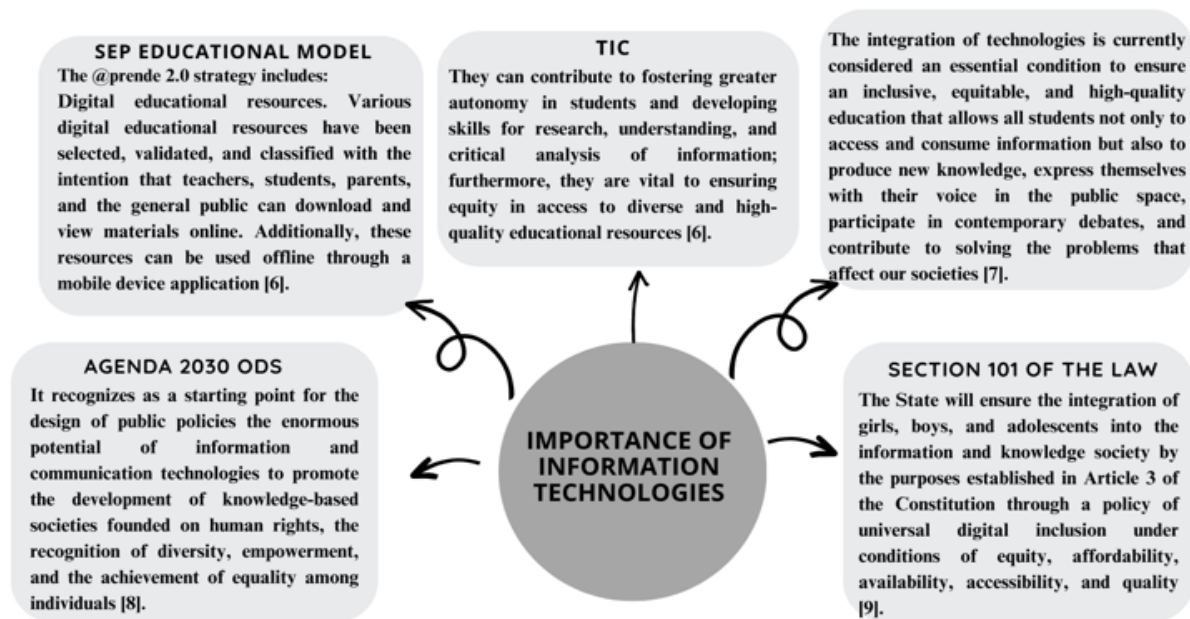 SEP EDUCATIONAL MODEL
The @prende 2.0 strategy includes:
Digital educational resources. Various
digital educational resources have been
selected, validated, and classified with the
intention that teachers, students, parents,
and the general public can download and
view materials online. Additionally, these
resources can be used offline through a
mobile device application [6].
TIC
They can contribute to fostering greater
autonomy in students and developing
skills for research, understanding, and
critical analysis of information;
furthermore, they are vital to ensuring
equity in access to diverse and high-
quality educational resources [6].
The integration of technologies is currently
considered an essential condition to ensure
an inclusive, equitable, and high-quality
education that allows all students not only to
access and consume information but also to
produce new knowledge, express themselves
with their voice in the public space,
participate in contemporary debates, and
contribute to solving the problems that
affect our societies [7].
AGENDA 2030 ODS
It recognizes as a starting point for the
design of public policies the enormous
potential of information and
communication technologies to promote
the development of knowledge-based
societies founded on human rights, the
recognition of diversity, empowerment,
and the achievement of equality among
individuals [8].
IMPORTANCE OF
INFORMATION
TECHNOLOGIES
SECTION 101 OF THE LAW
The State will ensure the integration of
girls, boys, and adolescents into the
information and knowledge society by
the purposes established in Article 3 of
the Constitution through a policy of
universal digital inclusion under
conditions of equity, affordability,
availability, accessibility, and quality
[9].